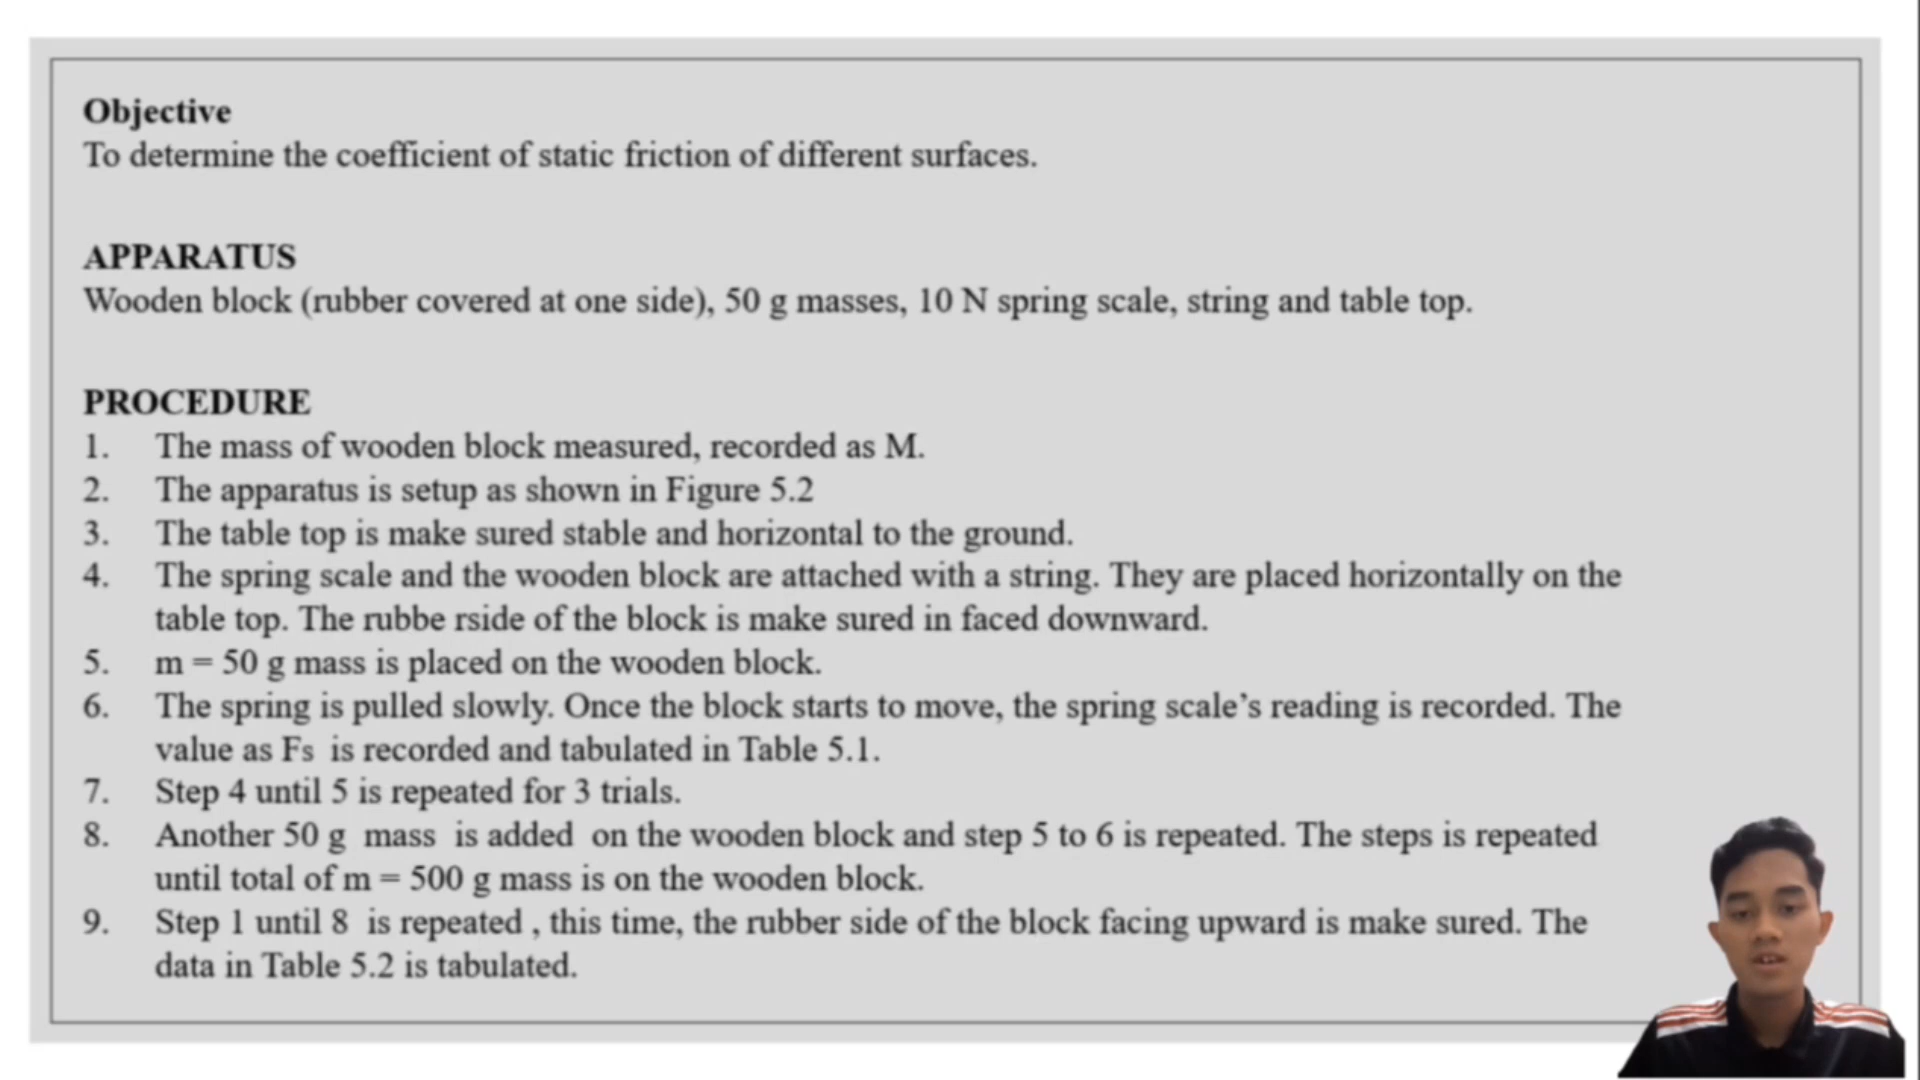 Objective
To determine the coefficient of static friction of different surfaces.
APPARATUS
Wooden block (rubber covered at one side), 50 g masses, 10 N spring scale, string and table top.
PROCEDURE
1. The mass of wooden block measured, recorded as M.
2. The apparatus is setup as shown in Figure 5.2
3. The table top is make sured stable and horizontal to the ground.
4. The spring scale and the wooden block are attached with a string. They are placed horizontally on the
table top. The rubbe rside of the block is make sured in faced downward.
5. m = 50 g mass is placed on the wooden block.
6. The spring is pulled slowly. Once the block starts to move, the spring scale’s reading is recorded. The
value as Fs is recorded and tabulated in Table 5.1.
7. Step 4 until 5 is repeated for 3 trials.
8. Another 50 g mass is added on the wooden block and step 5 to 6 is repeated. The steps is repeated
until total of m = 500 g mass is on the wooden block.
9. Step 1 until 8 is repeated , this time, the rubber side of the block facing upward is make sured. The
data in Table 5.2 is tabulated.